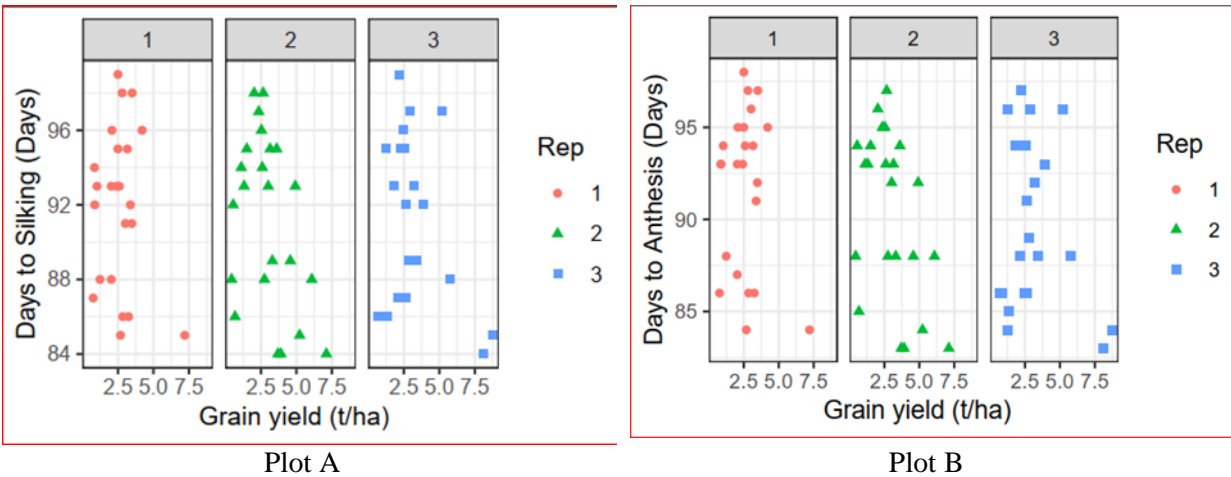 1 2 3
Days to Silking (Days)
96
92
88
84
2.5 5.0 7.5 2.5 5.0 7.5 2.5 5.0 7.5
Grain yield (t/ha)
Rep
1
2
3
Plot A
1 2 3
Days to Anthesis (Days)
95
90
85
2.5 5.0 7.5 2.5 5.0 7.5 2.5 5.0 7.5
Grain yield (t/ha)
Rep
1
2
3
Plot B